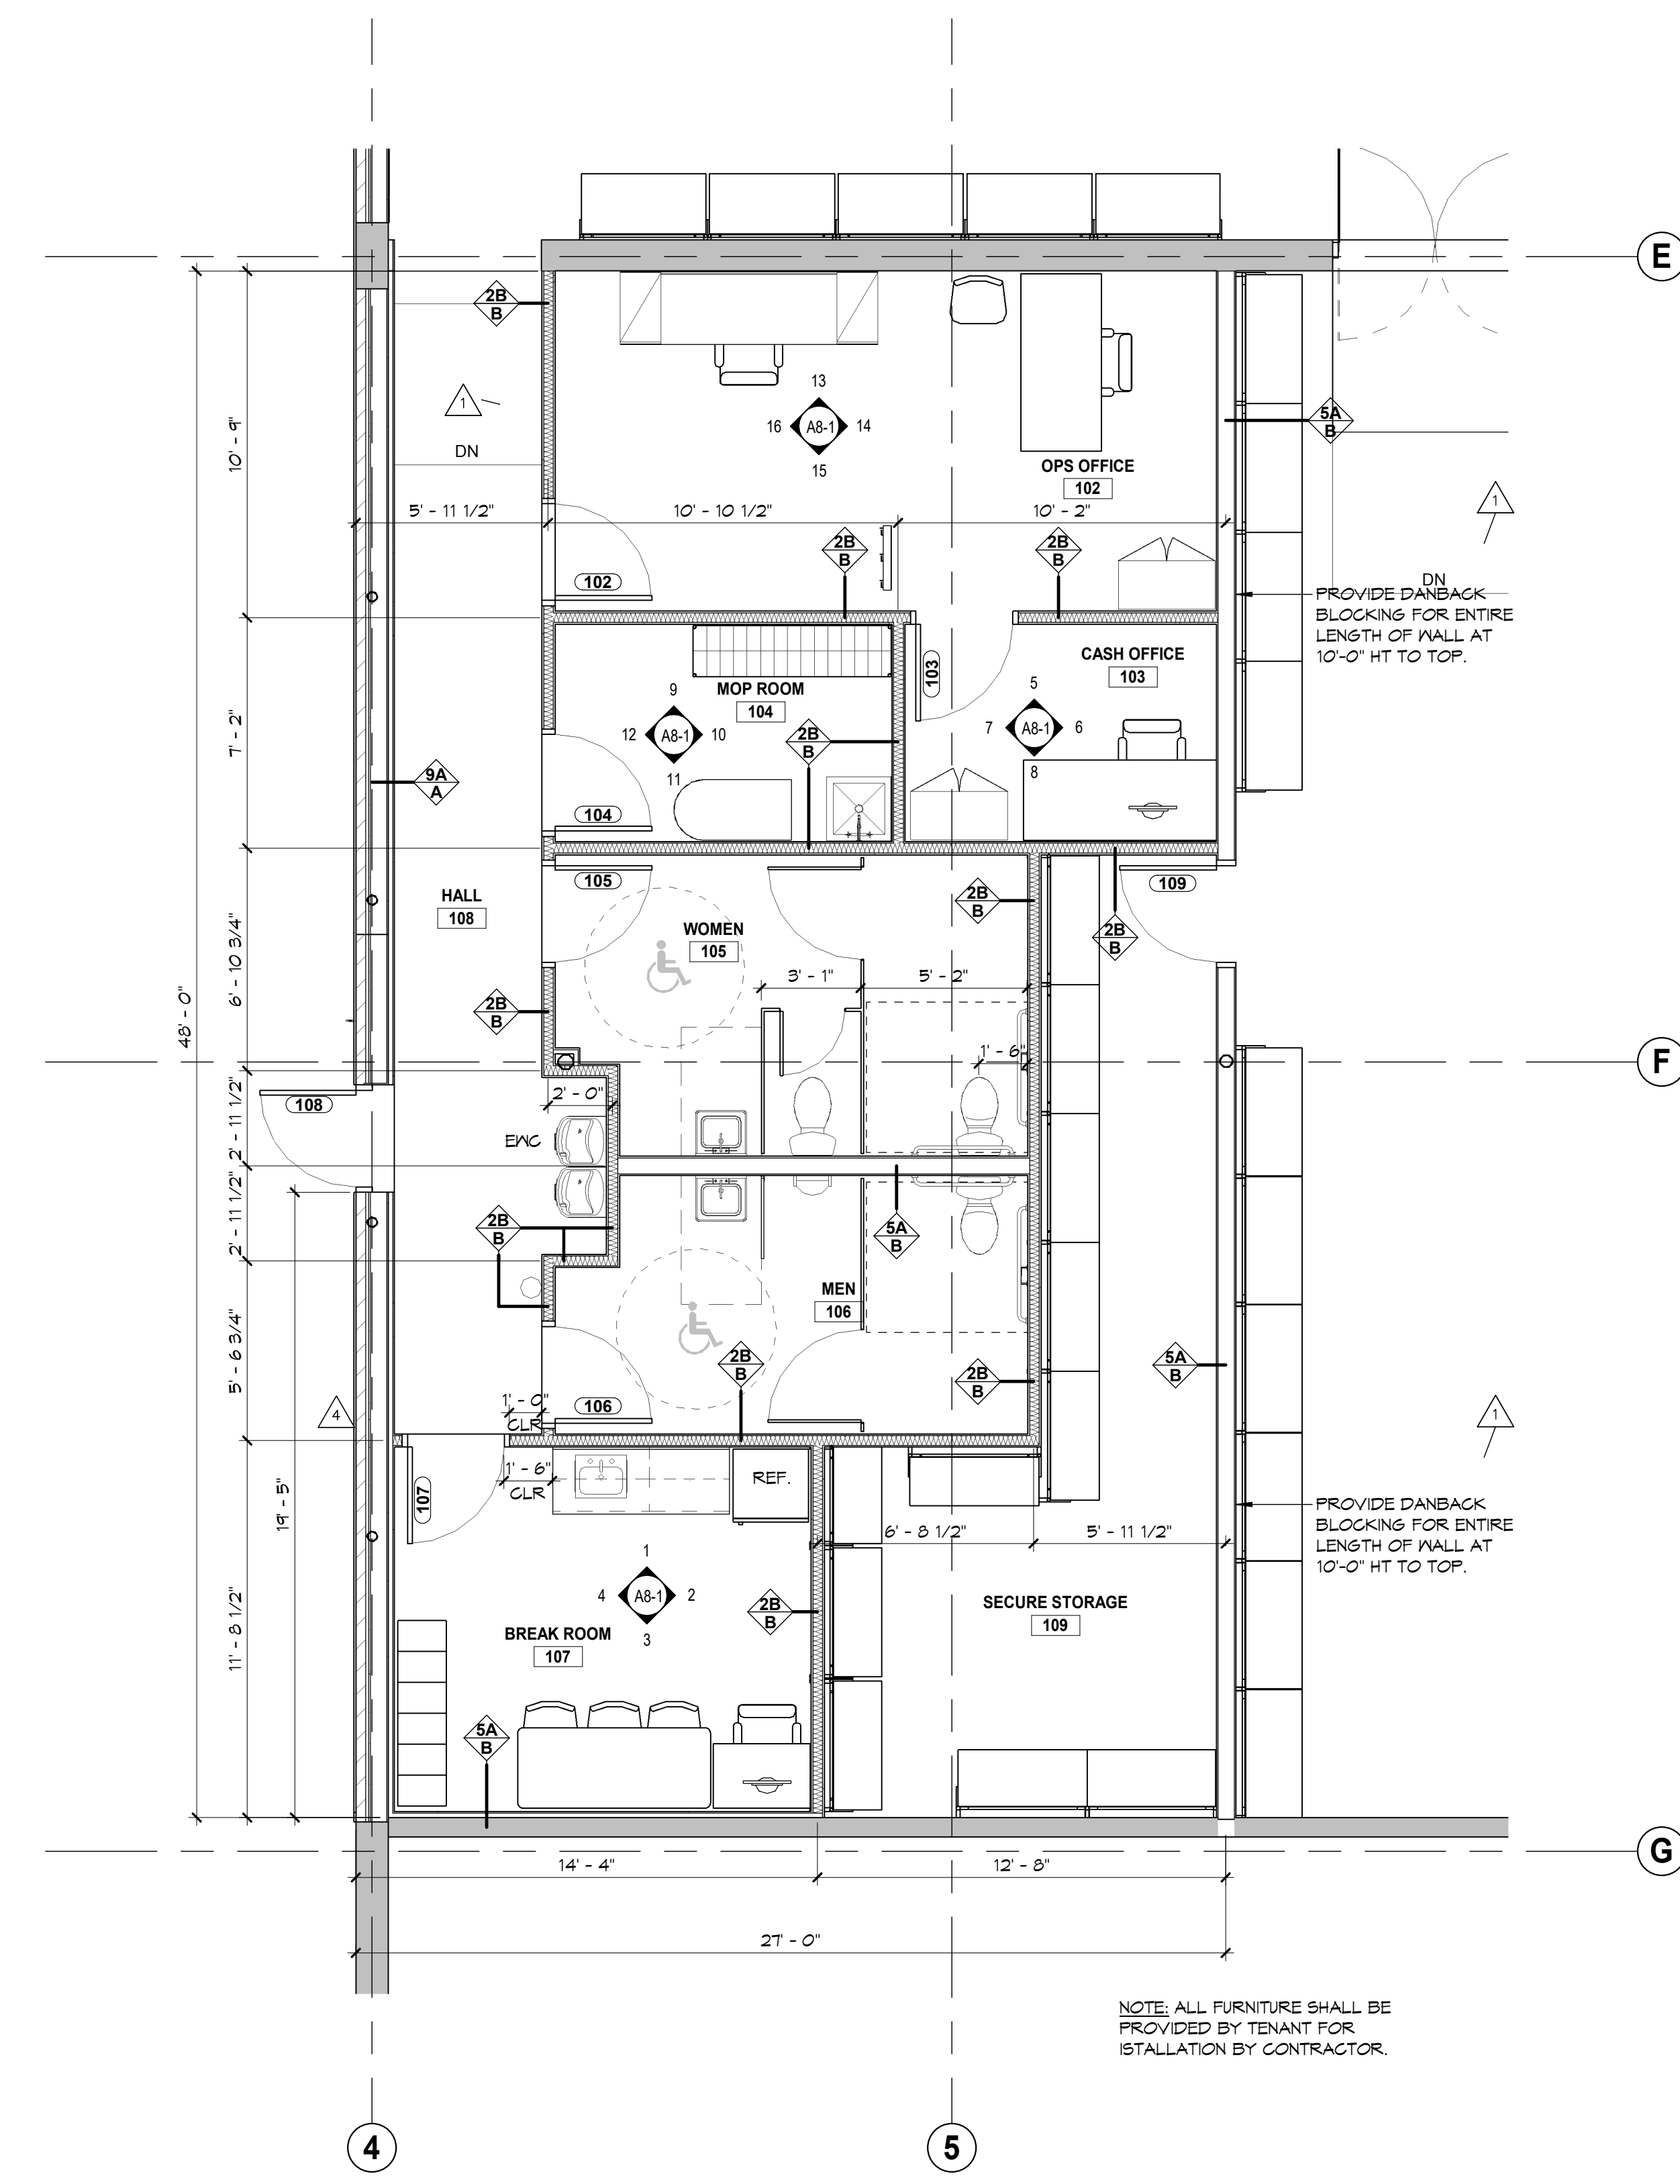 E
2B
B
1
DN
10' - 9"
13
16
A8-1
14
15
5A
B
OPS OFFICE
102
1
5' - 11 1/2"
10' - 10 1/2"
10' - 2"
2B
B
2B
B
102
DN
PROVIDE DANBACK
BLOCKING FOR ENTIRE
LENGTH OF WALL AT
10'-0" HT TO TOP.
103
CASH OFFICE
103
MOP ROOM
104
9
12
A8-1
10
11
5
7
A8-1
6
8
2B
B
7' - 2"
9A
A
104
HALL
108
105
WOMEN
105
2B
B
109
2B
B
6' - 10 3/4"
48' - 0"
3' - 1"
5' - 2"
2B
B
1' - 6"
F
108
2' - 0"
2' - 11 1/2"
EWC
2' - 11 1/2"
2B
B
5A
B
MEN
106
5' - 6 3/4"
2B
B
2B
B
5A
B
4
1' - 0"
CLR
106
1
1' - 6"
CLR
REF.
107
19' - 5"
6' - 8 1/2"
5' - 11 1/2"
PROVIDE DANBACK
BLOCKING FOR ENTIRE
LENGTH OF WALL AT
10'-0" HT TO TOP.
1
4
A8-1
2
3
2B
B
SECURE STORAGE
109
BREAK ROOM
107
11' - 8 1/2"
5A
B
G
14' - 4"
12' - 8"
27' - 0"
NOTE: ALL FURNITURE SHALL BE
PROVIDED BY TENANT FOR
ISTALLATION BY CONTRACTOR.
4
5